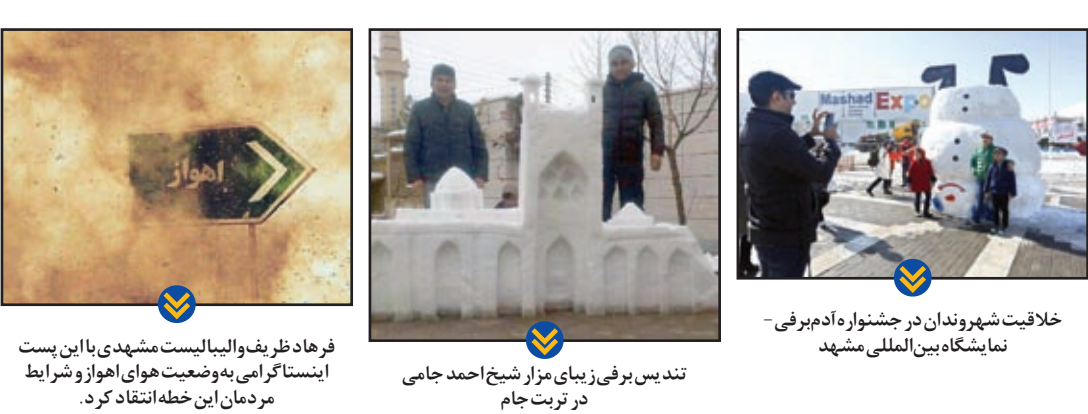 Mashad Expo
خلاقیت شهروندان در جشنواره آدم‌برفی –
نمایشگاه بین‌المللی مشهد
تندیس برفی زیبای مزار شیخ احمد جامی
در تربت جام
اهواز
فرهاد ظریف والیبالیست مشهدی با این پست
اینستاگرامی به وضعیت هوای اهواز و شرایط
مردمان این خطه انتقاد کرد.